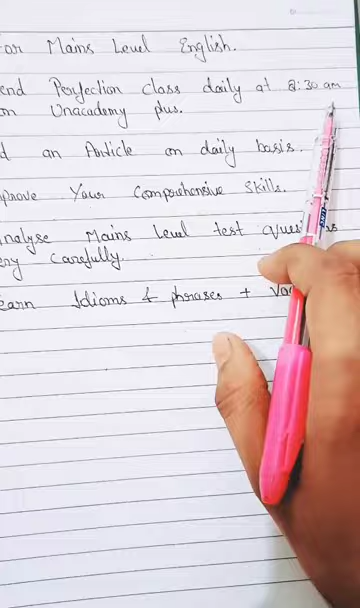 or Mains Level English.
end Perfection class daily at 8:30 am
on Unacademy plus.
d an Article on daily basis.
prove Your Comprehensive Skills.
nalyse Mains Level test Ques s
ery carefully.
earn Idioms & phrases + Vo